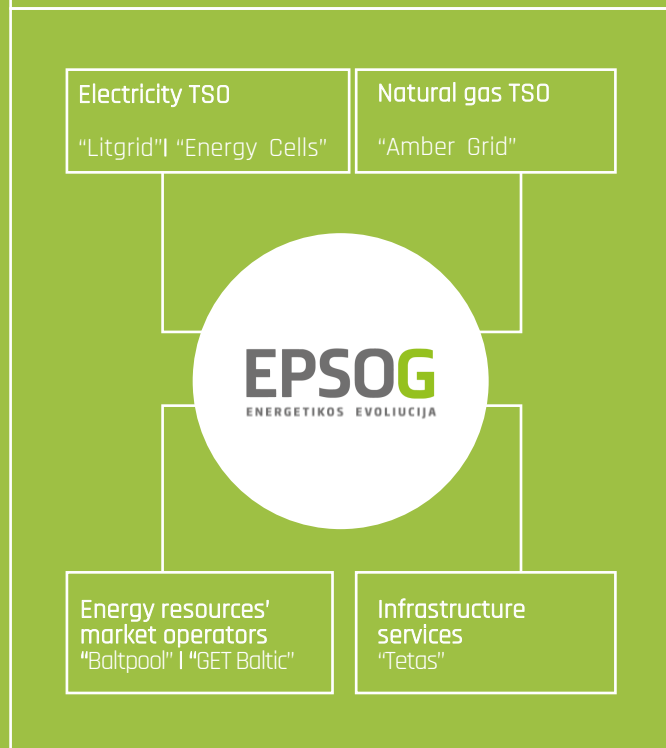 Electricity TSO
“Litgrid”| “Energy Cells”
Natural gas TSO
“Amber Grid”
EPSOG
ENERGETIKOS EVOLIUCIJA
Energy resources’
market operators
“Baltpool” | “GET Baltic”
Infrastructure
services
“Tetas”